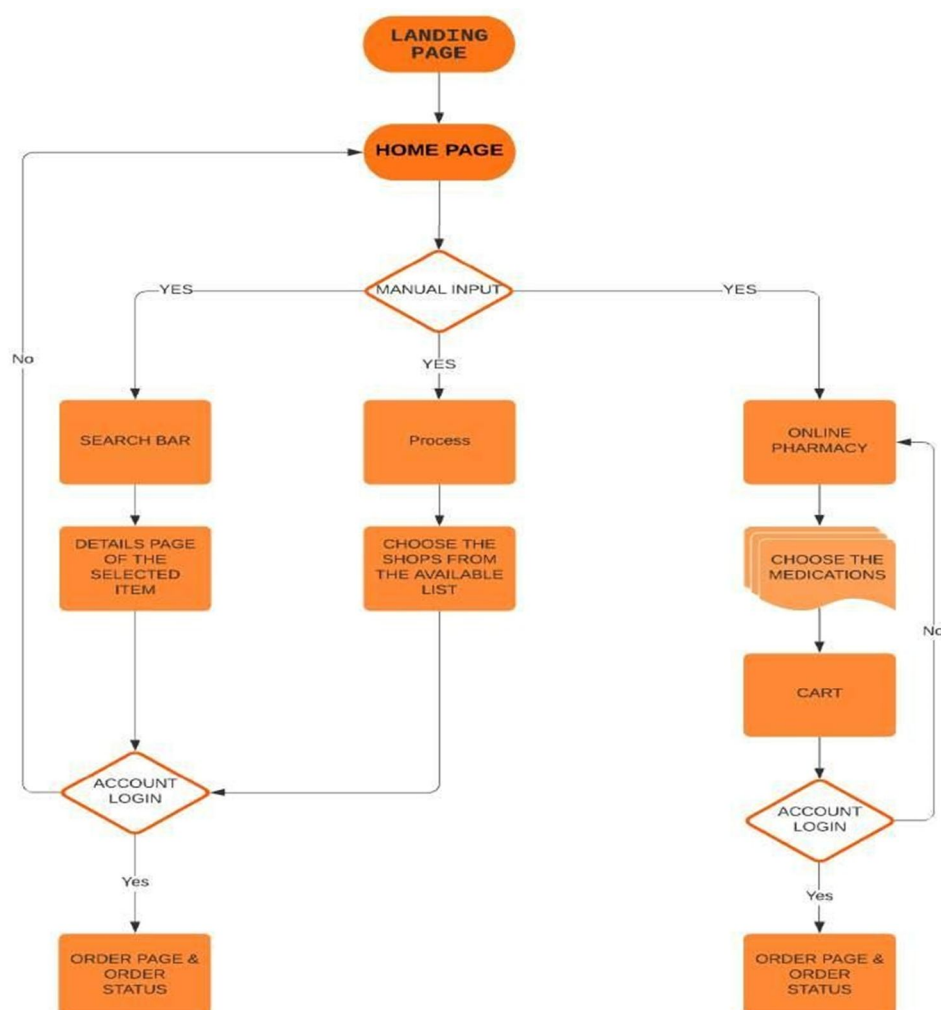 LANDING
PAGE
HOME PAGE
MANUAL INPUT
YES
YES
YES
No
SEARCH BAR
Process
ONLINE
PHARMACY
DETAILS PAGE
OF THE
SELECTED
ITEM
CHOOSE THE
SHOPS FROM
THE AVAILABLE
LIST
CHOOSE THE
MEDICATIONS
No
CART
ACCOUNT
LOGIN
ACCOUNT
LOGIN
Yes
Yes
ORDER PAGE &
ORDER
STATUS
ORDER PAGE &
ORDER
STATUS